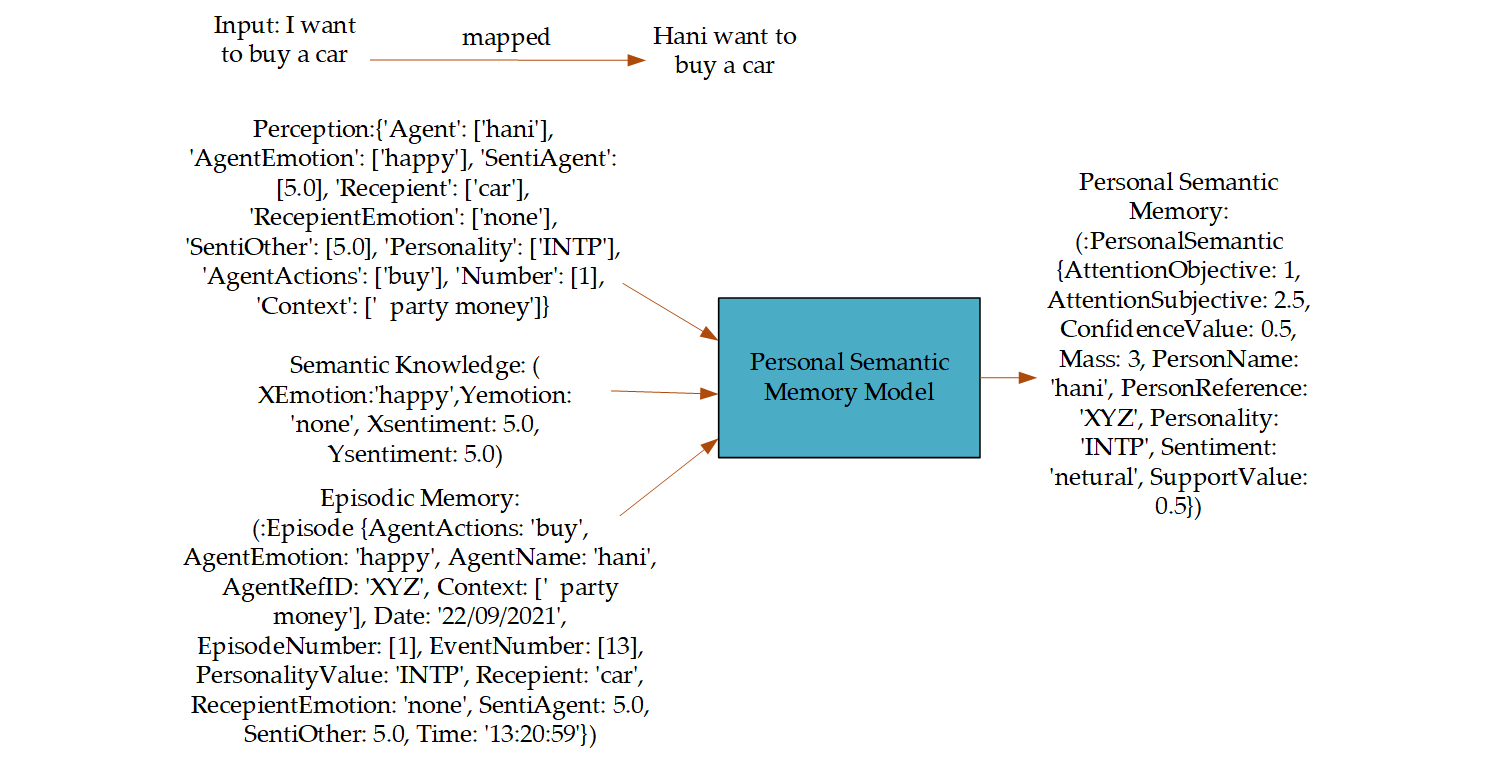 Input: I want
to buy a car
mapped
Hani want to
buy a car
Perception:{'Agent': ['hani'],
'AgentEmotion': ['happy'], 'SentiAgent':
[5.0], 'Recepient': ['car'],
'RecepientEmotion': ['none'],
'SentiOther': [5.0], 'Personality': ['INTP'],
'AgentActions': ['buy'], 'Number': [1],
'Context': ['  party money']}
Semantic Knowledge: (
XEmotion:'happy',Yemotion:
'none', Xsentiment: 5.0,
Ysentiment: 5.0)
Episodic Memory:
(:Episode {AgentActions: 'buy',
AgentEmotion: 'happy', AgentName: 'hani',
AgentRefID: 'XYZ', Context: ['  party
money'], Date: '22/09/2021',
EpisodeNumber: [1], EventNumber: [13],
PersonalityValue: 'INTP', Recepient: 'car',
RecepientEmotion: 'none', SentiAgent: 5.0,
SentiOther: 5.0, Time: '13:20:59'})
Personal Semantic
Memory Model
Personal Semantic
Memory:
(:PersonalSemantic
{AttentionObjective: 1,
AttentionSubjective: 2.5,
ConfidenceValue: 0.5,
Mass: 3, PersonName:
'hani', PersonReference:
'XYZ', Personality:
'INTP', Sentiment:
'netural', SupportValue:
0.5})